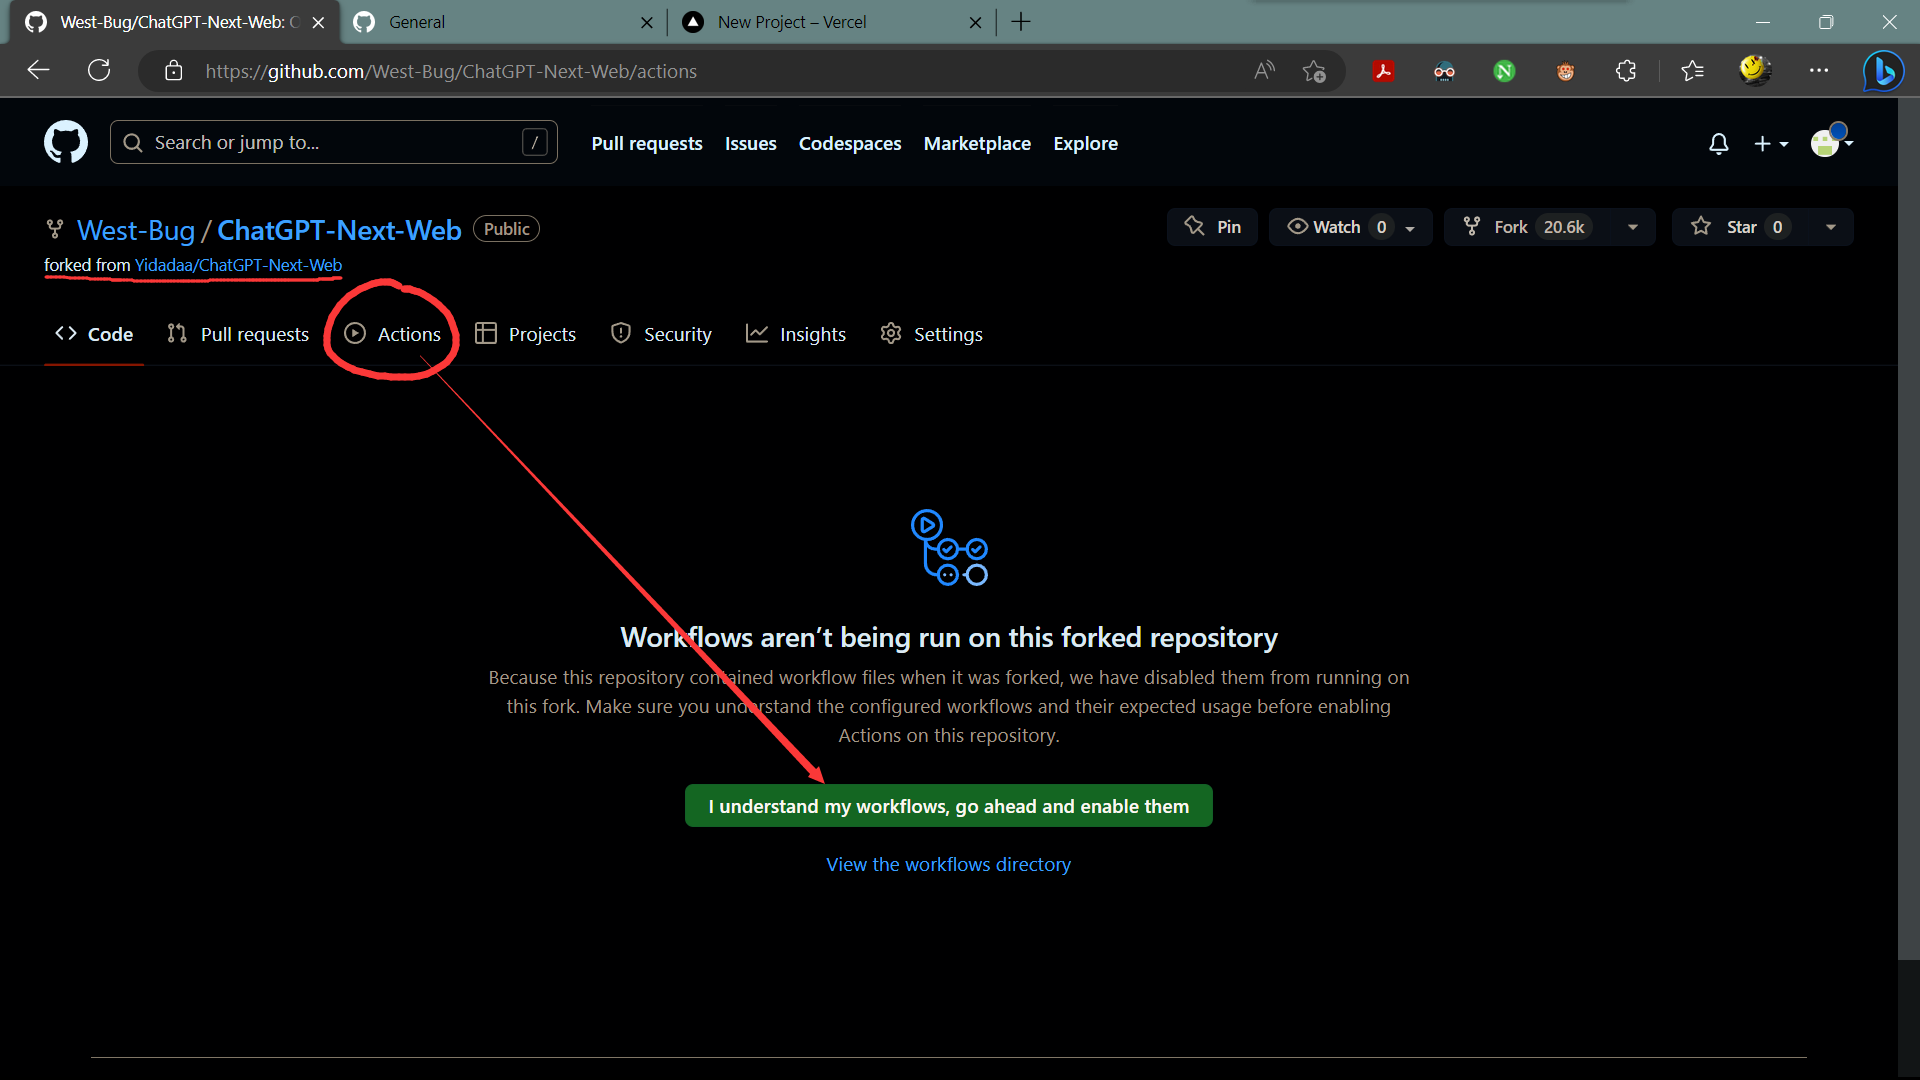 West-Bug/ChatGPT-Next-Web: C
General
New Project – Vercel
https://github.com/West-Bug/ChatGPT-Next-Web/actions
Search or jump to...
/
Pull requests
Issues
Codespaces
Marketplace
Explore
West-Bug / ChatGPT-Next-Web
Public
Pin
Watch 0
Fork 20.6k
Star 0
forked from Yidadaa/ChatGPT-Next-Web
Code
Pull requests
Actions
Projects
Security
Insights
Settings
Workflows aren’t being run on this forked repository
Because this repository contained workflow files when it was forked, we have disabled them from running on
this fork. Make sure you understand the configured workflows and their expected usage before enabling
Actions on this repository.
I understand my workflows, go ahead and enable them
View the workflows directory